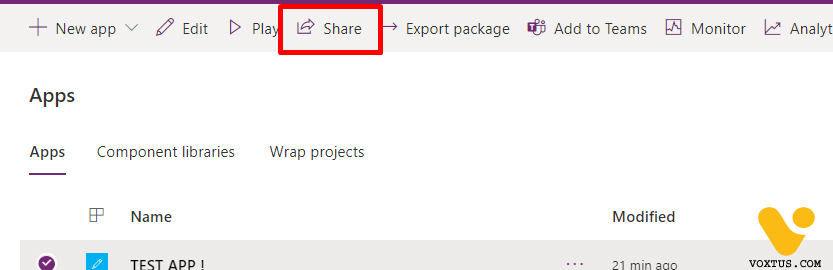 New app Edit Play Share Export package Add to Teams Monitor Analyt
Apps
Apps Component libraries Wrap projects
Name Modified
TEST APP ! ... 21 min ago
VOXTUS.COM